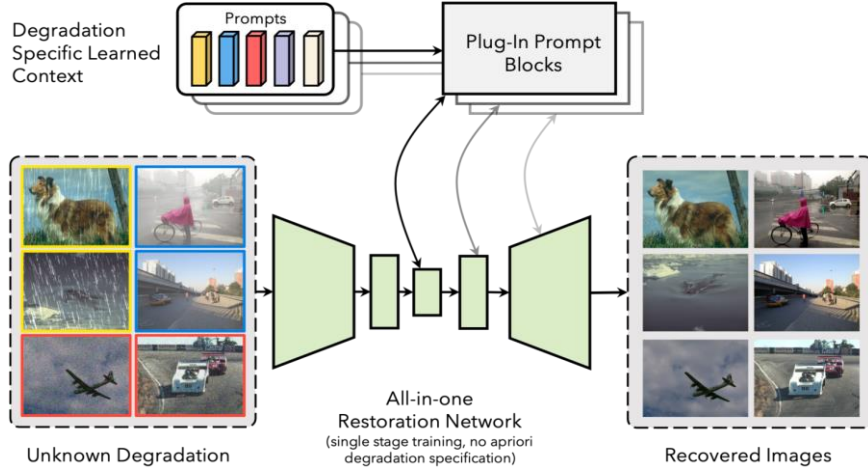 Degradation
Specific Learned
Context
Prompts
Plug-In Prompt
Blocks
All-in-one
Restoration Network
(single stage training, no apriori
degradation specification)
Unknown Degradation
Recovered Images